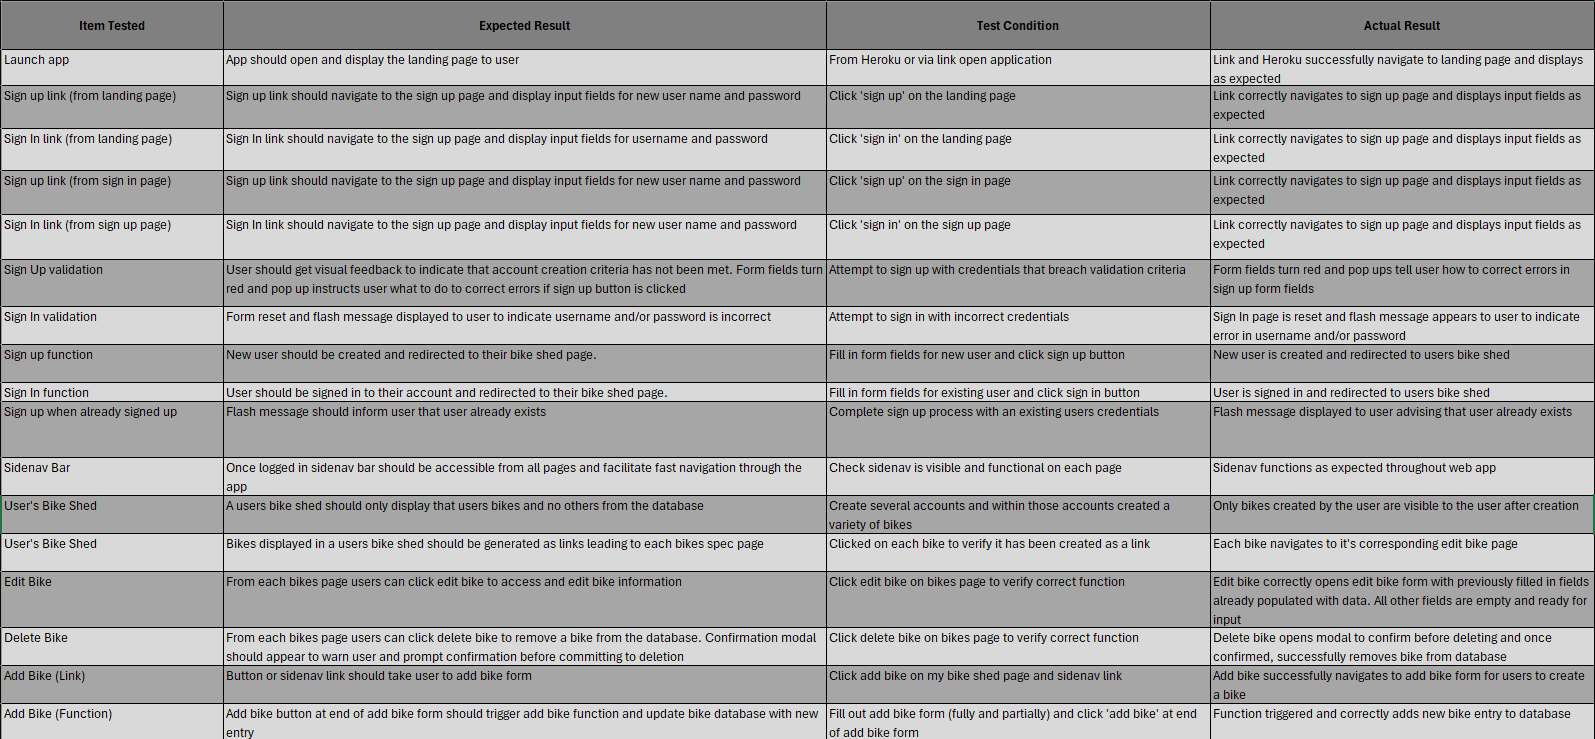 Item Tested Expected Result Test Condition Actual Result
Launch app App should open and display the landing page to user From Heroku or via link open application Link and Heroku successfully navigate to landing page and displays
as expected
Sign up link (from landing page) Sign up link should navigate to the sign up page and display input fields for new user name and password Click 'sign up' on the landing page Link correctly navigates to sign up page and displays input fields as
expected
Sign In link (from landing page) Sign In link should navigate to the sign up page and display input fields for username and password Click 'sign in' on the landing page Link correctly navigates to sign up page and displays input fields as
expected
Sign up link (from sign in page) Sign up link should navigate to the sign up page and display input fields for new user name and password Click 'sign up' on the sign in page Link correctly navigates to sign up page and displays input fields as
expected
Sign In link (from sign up page) Sign In link should navigate to the sign up page and display input fields for new user name and password Click 'sign in' on the sign up page Link correctly navigates to sign up page and displays input fields as
expected
Sign Up validation User should get visual feedback to indicate that account creation criteria has not been met. Form fields turn Attempt to sign up with credentials that breach validation criteria Form fields turn red and pop ups tell user how to correct errors in
red and pop up instructs user what to do to correct errors if sign up button is clicked sign up form fields
Sign In validation Form reset and flash message displayed to user to indicate username and/or password is incorrect Attempt to sign in with incorrect credentials Sign In page is reset and flash message appears to user to indicate
error in username and/or password
Sign up function New user should be created and redirected to their bike shed page. Fill in form fields for new user and click sign up button New user is created and redirected to users bike shed
Sign In function User should be signed in to their account and redirected to their bike shed page. Fill in form fields for existing user and click sign in button User is signed in and redirected to users bike shed
Sign up when already signed up Flash message should inform user that user already exists Complete sign up process with an existing users credentials Flash message displayed to user advising that user already exists
Sidenav Bar Once logged in sidenav bar should be accessible from all pages and facilitate fast navigation through the Check sidenav is visible and functional on each page Sidenav functions as expected throughout web app
app
User's Bike Shed A users bike shed should only display that users bikes and no others from the database Create several accounts and within those accounts created a Only bikes created by the user are visible to the user after creation
variety of bikes
User's Bike Shed Bikes displayed in a users bike shed should be generated as links leading to each bikes spec page Clicked on each bike to verify it has been created as a link Each bike navigates to it's corresponding edit bike page
Edit Bike From each bikes page users can click edit bike to access and edit bike information Click edit bike on bikes page to verify correct function Edit bike correctly opens edit bike form with previously filled in fields
already populated with data. All other fields are empty and ready for
input
Delete Bike From each bikes page users can click delete bike to remove a bike from the database. Confirmation modal Click delete bike on bikes page to verify correct function Delete bike opens modal to confirm before deleting and once
should appear to warn user and prompt confirmation before committing to deletion confirmed, successfully removes bike from database
Add Bike (Link) Button or sidenav link should take user to add bike form Click add bike on my bike shed page and sidenav link Add bike successfully navigates to add bike form for users to create
a bike
Add Bike (Function) Add bike button at end of add bike form should trigger add bike function and update bike database with new Fill out add bike form (fully and partially) and click 'add bike' at end Function triggered and correctly adds new bike entry to database
entry of add bike form